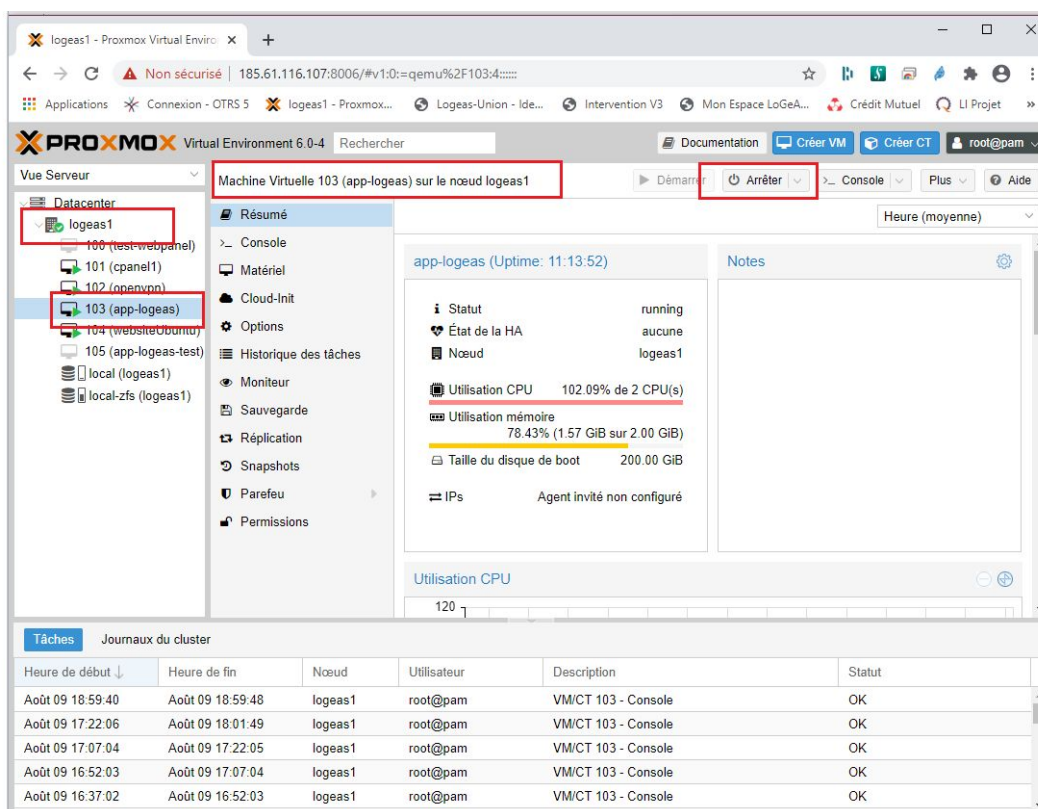 logeas1 - Proxmox Virtual Enviro
Non sécurisé | 185.61.116.107:8006/#v1:0:=qemu%2F103:4::::::
Applications Connexion - OTRS 5 logeas1 - Proxmox... Logeas-Union - Ide... Intervention V3 Mon Espace LoGeA... Crédit Mutuel LI Projet »
PROXMOX Virtual Environment 6.0-4 Rechercher Documentation Créer VM Créer CT root@pam
Vue Serveur
Machine Virtuelle 103 (app-logeas) sur le nœud logeas1 Démarrer Arrêter Console Plus Aide
Datacenter
logeas1
100 (test-webpanel)
101 (cpanel1)
102 (openvpn)
103 (app-logeas)
104 (websiteUbuntu)
105 (app-logeas-test)
local (logeas1)
local-zfs (logeas1)
Résumé
Console
Matériel
Cloud-Init
Options
Historique des tâches
Moniteur
Sauvegarde
Réplication
Snapshots
Parefeu
Permissions
Heure (moyenne)
app-logeas (Uptime: 11:13:52)
Statut running
État de la HA aucune
Nœud logeas1
Utilisation CPU 102.09% de 2 CPU(s)
Utilisation mémoire
78.43% (1.57 GiB sur 2.00 GiB)
Taille du disque de boot 200.00 GiB
IPs Agent invité non configuré
Notes
Utilisation CPU
120
Tâches Journaux du cluster
Heure de début Heure de fin Nœud Utilisateur Description Statut
Août 09 18:59:40 Août 09 18:59:48 logeas1 root@pam VM/CT 103 - Console OK
Août 09 17:22:06 Août 09 18:01:49 logeas1 root@pam VM/CT 103 - Console OK
Août 09 17:07:04 Août 09 17:22:05 logeas1 root@pam VM/CT 103 - Console OK
Août 09 16:52:03 Août 09 17:07:04 logeas1 root@pam VM/CT 103 - Console OK
Août 09 16:37:02 Août 09 16:52:03 logeas1 root@pam VM/CT 103 - Console OK